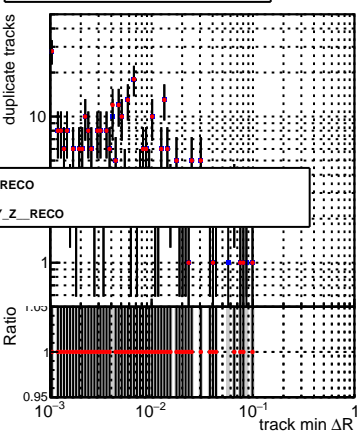 duplicate tracks
10
RECO
Z__RECO
1
1.05
Ratio
1
0.95
10⁻³ 10⁻² 10⁻¹ 1
track min ΔR